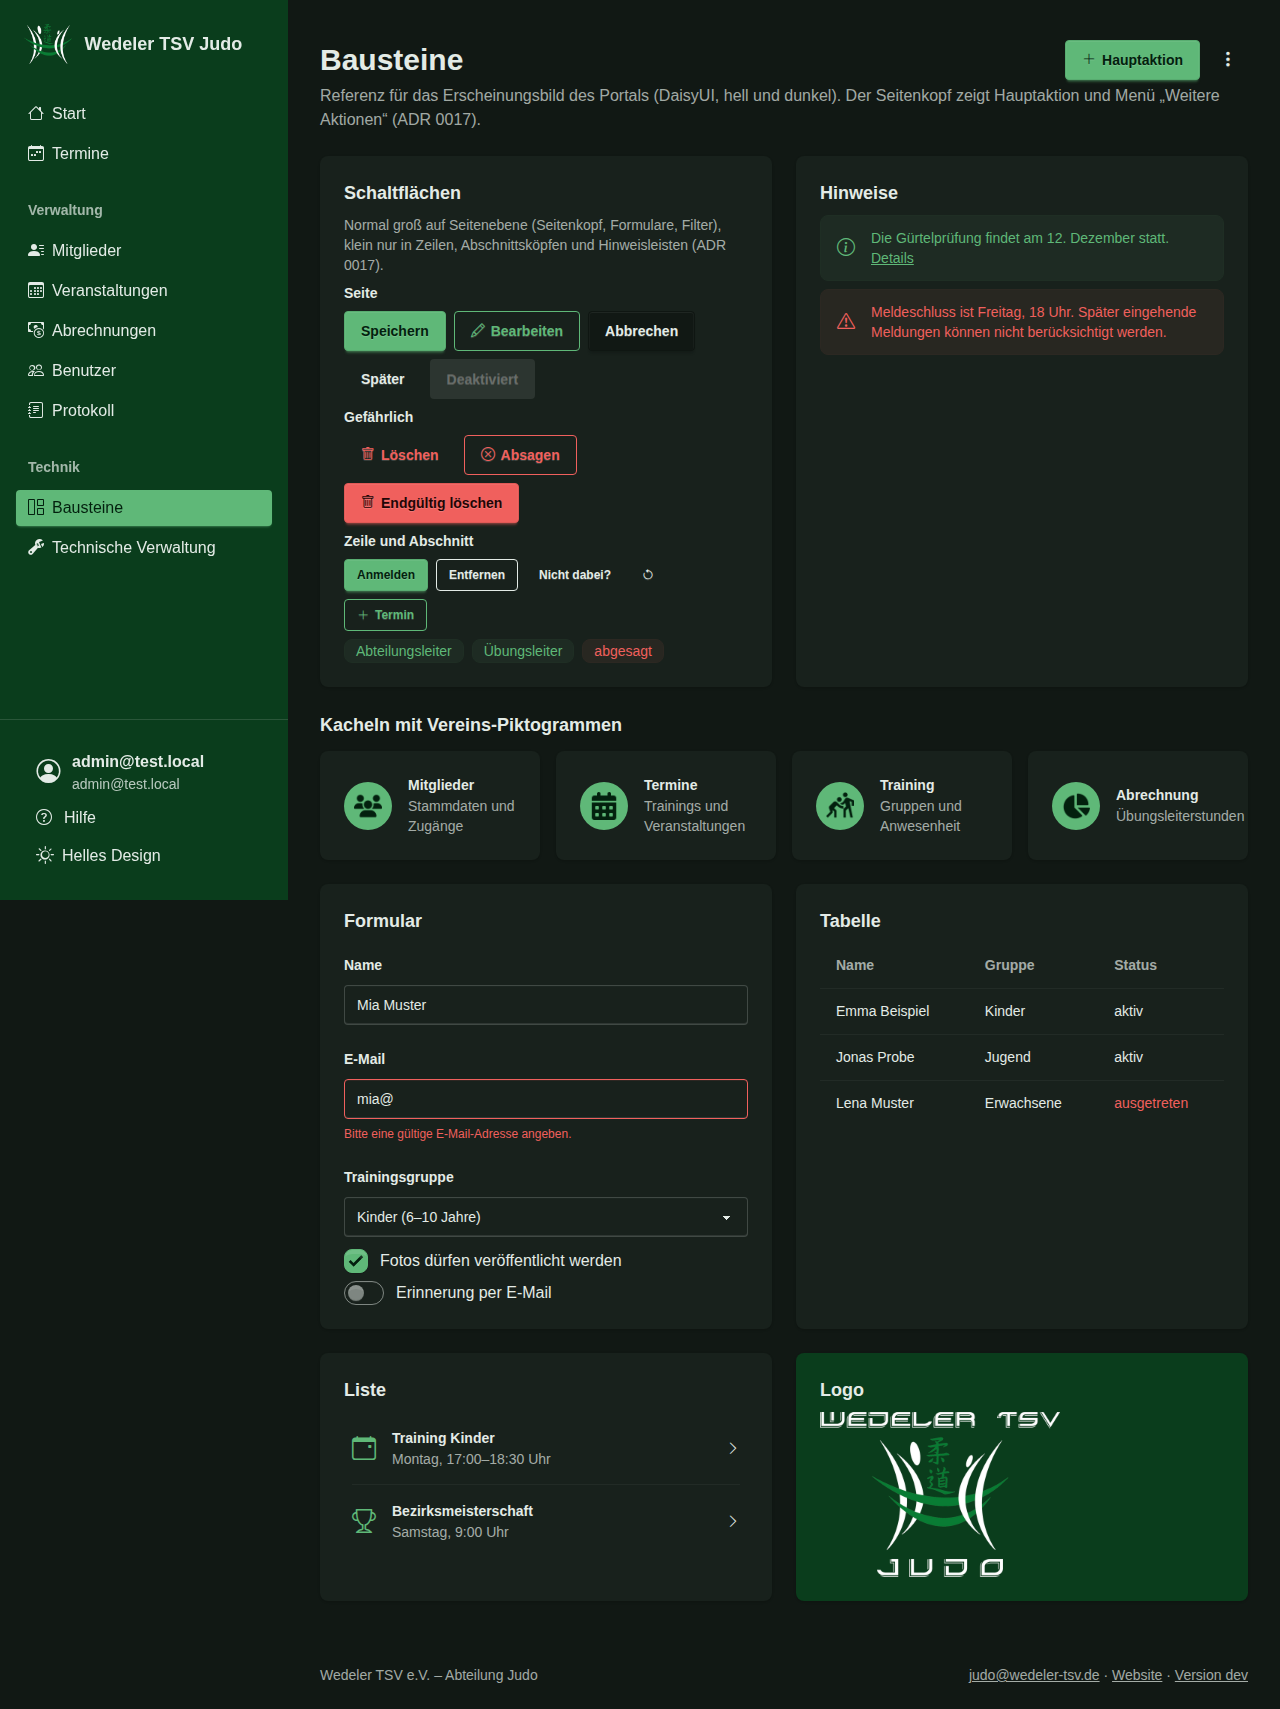 Wedeler TSV Judo
Start
Termine
Verwaltung
Mitglieder
Veranstaltungen
Abrechnungen
Benutzer
Protokoll
Technik
Bausteine
Technische Verwaltung
admin@test.local
admin@test.local
Hilfe
Helles Design
Bausteine
Hauptaktion
Referenz für das Erscheinungsbild des Portals (DaisyUI, hell und dunkel). Der Seitenkopf zeigt Hauptaktion und Menü „Weitere
Aktionen“ (ADR 0017).
Schaltflächen
Normal groß auf Seitenebene (Seitenkopf, Formulare, Filter),
klein nur in Zeilen, Abschnittsköpfen und Hinweisleisten (ADR
0017).
Seite
Speichern
Bearbeiten
Abbrechen
Später
Deaktiviert
Gefährlich
Löschen
Absagen
Endgültig löschen
Zeile und Abschnitt
Anmelden
Entfernen
Nicht dabei?
Termin
Abteilungsleiter
Übungsleiter
abgesagt
Hinweise
Die Gürtelprüfung findet am 12. Dezember statt.
Details
Meldeschluss ist Freitag, 18 Uhr. Später eingehende
Meldungen können nicht berücksichtigt werden.
Kacheln mit Vereins-Piktogrammen
Mitglieder
Stammdaten und
Zugänge
Termine
Trainings und
Veranstaltungen
Training
Gruppen und
Anwesenheit
Abrechnung
Übungsleiterstunden
Formular
Name
Mia Muster
E-Mail
mia@
Bitte eine gültige E-Mail-Adresse angeben.
Trainingsgruppe
Kinder (6–10 Jahre)
Fotos dürfen veröffentlicht werden
Erinnerung per E-Mail
Tabelle
Name Gruppe Status
Emma Beispiel Kinder aktiv
Jonas Probe Jugend aktiv
Lena Muster Erwachsene ausgetreten
Liste
Training Kinder
Montag, 17:00–18:30 Uhr
Bezirksmeisterschaft
Samstag, 9:00 Uhr
Logo
WEDELER TSV
柔
道
JUDO
Wedeler TSV e.V. – Abteilung Judo
judo@wedeler-tsv.de · Website · Version dev